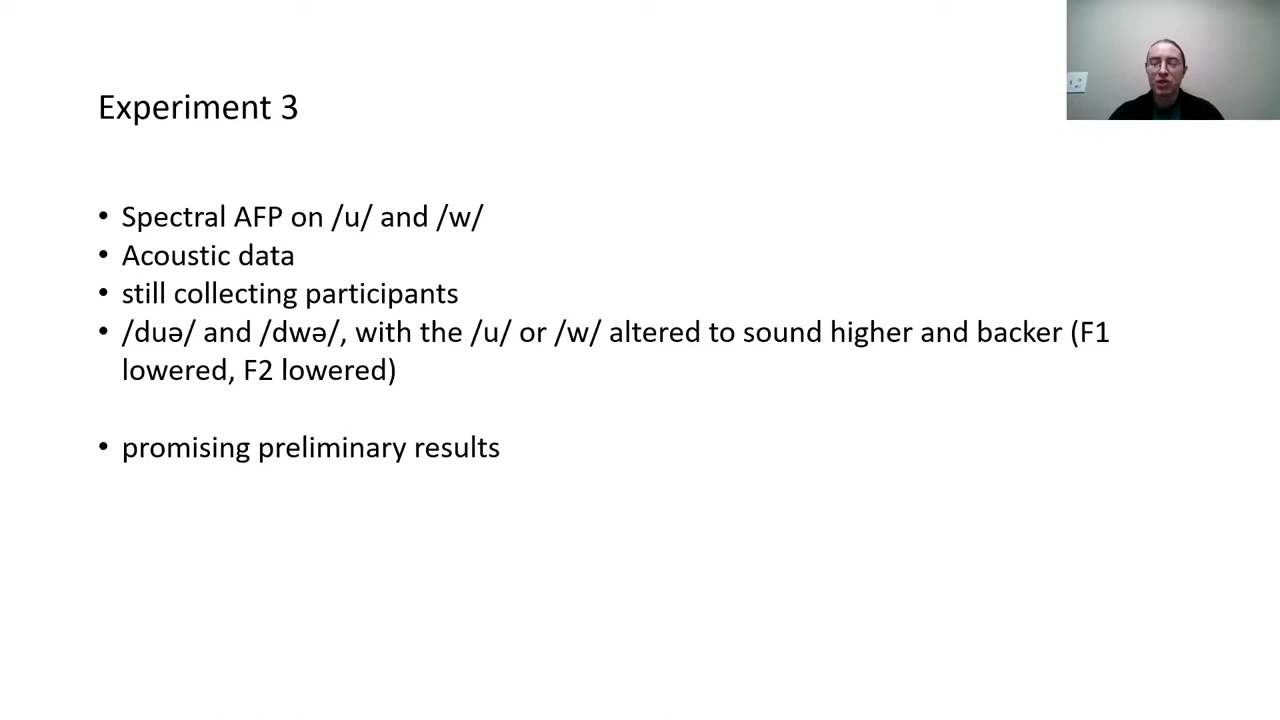 Experiment 3
• Spectral AFP on /u/ and /w/
• Acoustic data
• still collecting participants
• /duə/ and /dwə/, with the /u/ or /w/ altered to sound higher and backer (F1
lowered, F2 lowered)
• promising preliminary results